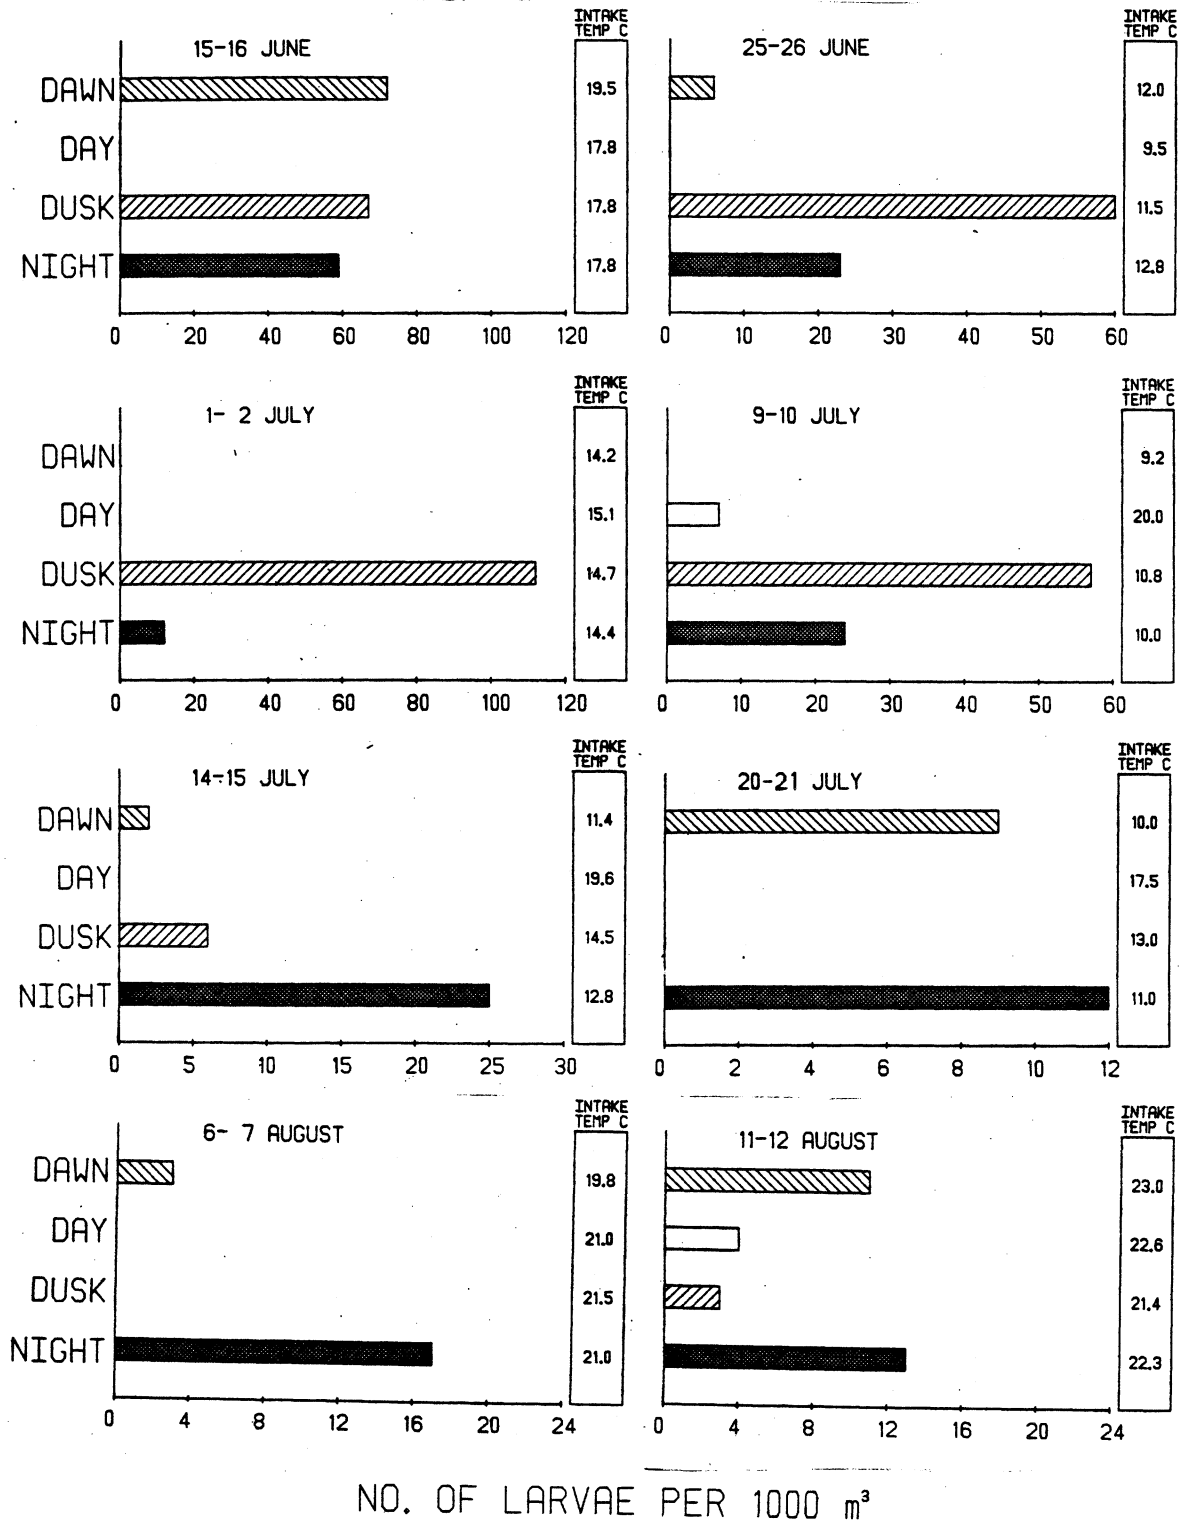 INTAKE
TEMP C
15-16 JUNE
DAWN 19.5
DAY 17.8
DUSK 17.8
NIGHT 17.8
0 20 40 60 80 100 120
INTAKE
TEMP C
25-26 JUNE
12.0
9.5
11.5
12.8
0 10 20 30 40 50 60
INTAKE
TEMP C
1- 2 JULY
DAWN 14.2
DAY 15.1
DUSK 14.7
NIGHT 14.4
0 20 40 60 80 100 120
INTAKE
TEMP C
9-10 JULY
9.2
20.0
10.8
10.0
0 10 20 30 40 50 60
INTAKE
TEMP C
14-15 JULY
DAWN 11.4
DAY 19.6
DUSK 14.5
NIGHT 12.8
0 5 10 15 20 25 30
INTAKE
TEMP C
20-21 JULY
10.0
17.5
13.0
11.0
0 2 4 6 8 10 12
INTAKE
TEMP C
6- 7 AUGUST
DAWN 19.8
DAY 21.0
DUSK 21.5
NIGHT 21.0
0 4 8 12 16 20 24
INTAKE
TEMP C
11-12 AUGUST
23.0
22.6
21.4
22.3
0 4 8 12 16 20 24
NO. OF LARVAE PER 1000 m³